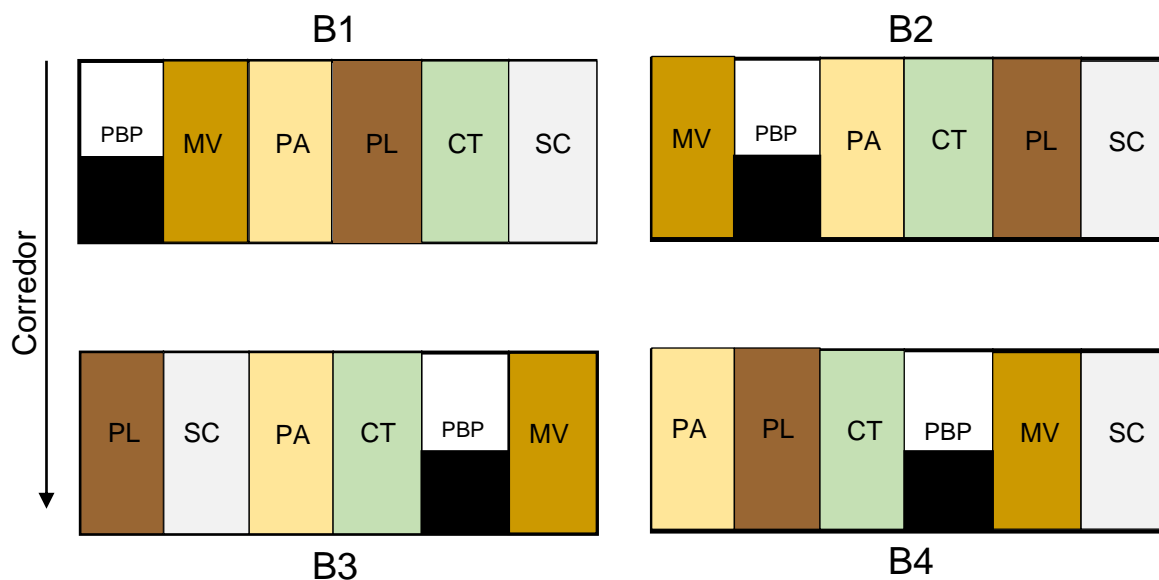 B1
B2
PBP MV PA PL CT SC
MV PBP PA CT PL SC
Corredor
PL SC PA CT PBP MV
PA PL CT PBP MV SC
B3
B4